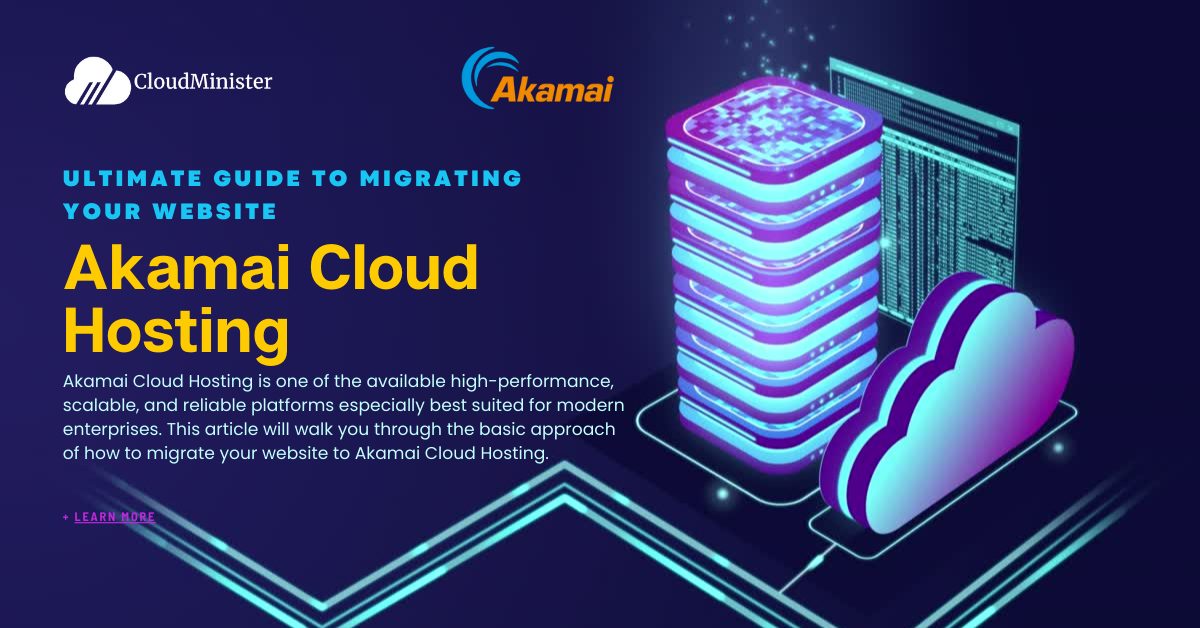 CloudMinister
Akamai
ULTIMATE GUIDE TO MIGRATING
YOUR WEBSITE
Akamai Cloud
Hosting
Akamai Cloud Hosting is one of the available high-performance,
scalable, and reliable platforms especially best suited for modern
enterprises. This article will walk you through the basic approach
of how to migrate your website to Akamai Cloud Hosting.
+ LEARN MORE